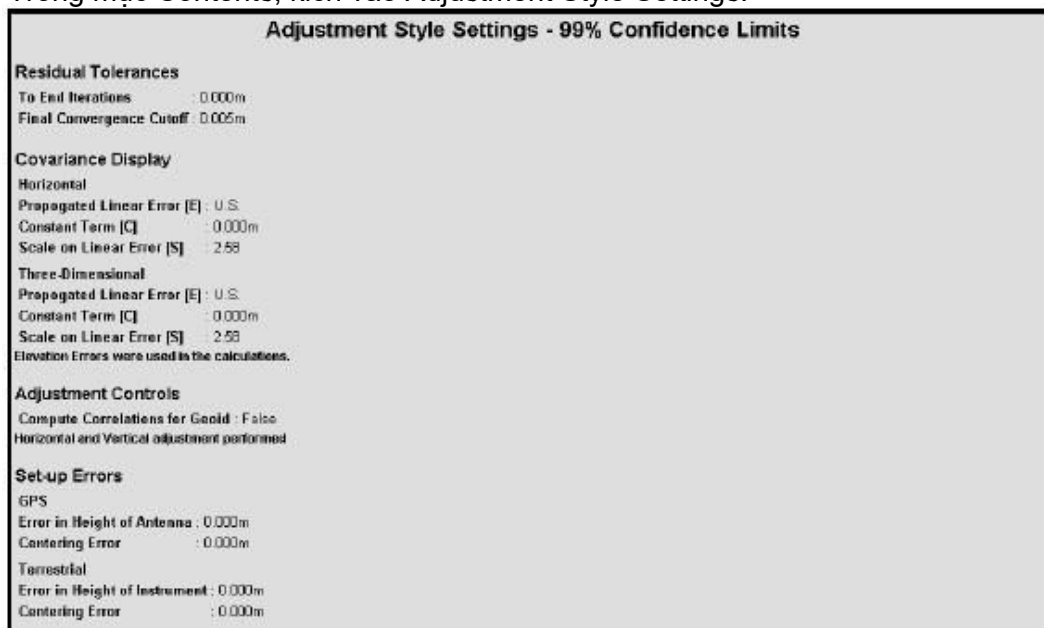 Trong mục Contents, kích vào Adjustment Style Settings.
Adjustment Style Settings - 99% Confidence Limits
Residual Tolerances
To End Iterations : 0.000m
Final Convergence Cutoff : 0.005m
Covariance Display
Horizontal
Propogated Linear Error [E] : U.S.
Constant Term [C] : 0.000m
Scale on Linear Error [S] : 2.58
Three-Dimensional
Propogated Linear Error [E] : U.S.
Constant Term [C] : 0.000m
Scale on Linear Error [S] : 2.58
Elevation Errors were used in the calculations.
Adjustment Controls
Compute Correlations for Geoid : False
Horizontal and Vertical adjustment performed
Set-up Errors
GPS
Error in Height of Antenna : 0.000m
Centering Error : 0.000m
Terrestrial
Error in Height of Instrument : 0.000m
Centering Error : 0.000m